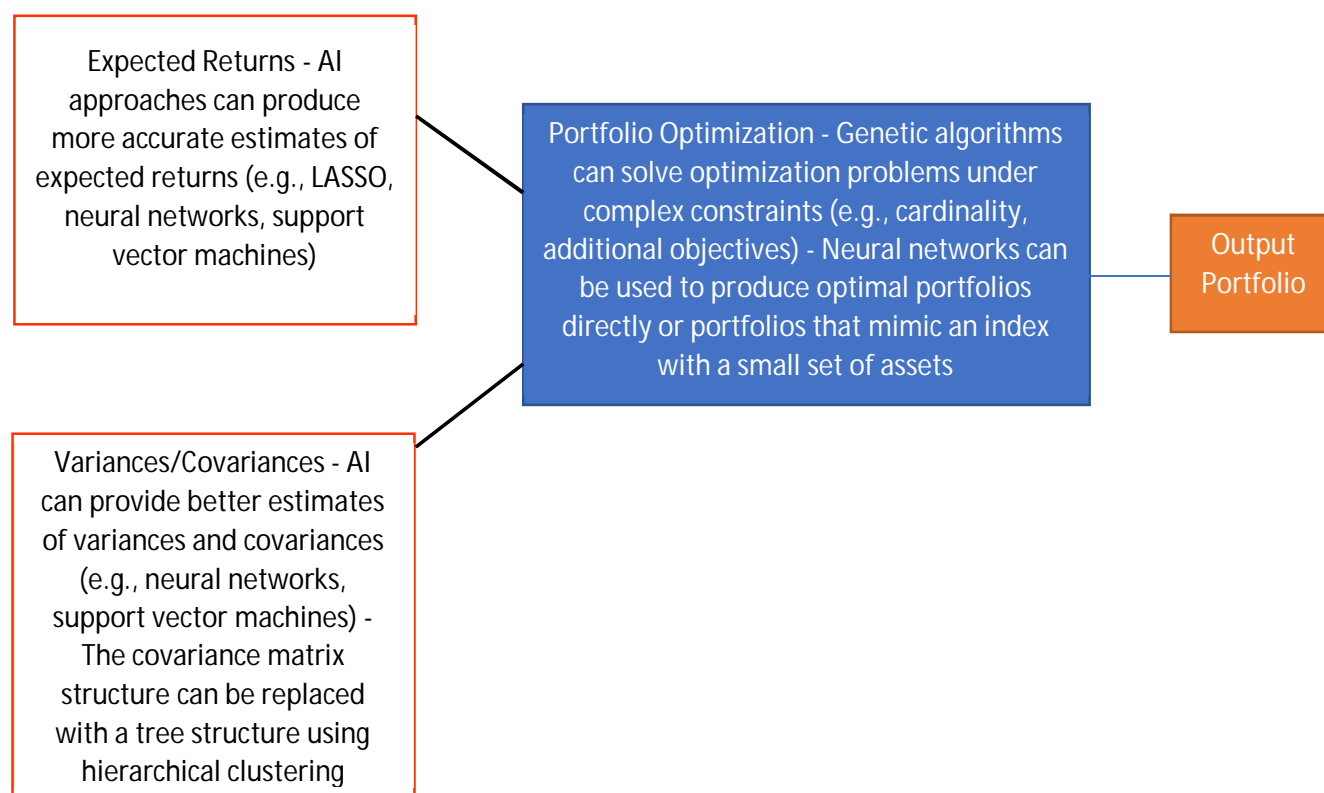 Expected Returns - AI
approaches can produce
more accurate estimates of
expected returns (e.g., LASSO,
neural networks, support
vector machines)
Variances/Covariances - AI
can provide better estimates
of variances and covariances
(e.g., neural networks,
support vector machines) -
The covariance matrix
structure can be replaced
with a tree structure using
hierarchical clustering
Portfolio Optimization - Genetic algorithms
can solve optimization problems under
complex constraints (e.g., cardinality,
additional objectives) - Neural networks can
be used to produce optimal portfolios
directly or portfolios that mimic an index
with a small set of assets
Output
Portfolio